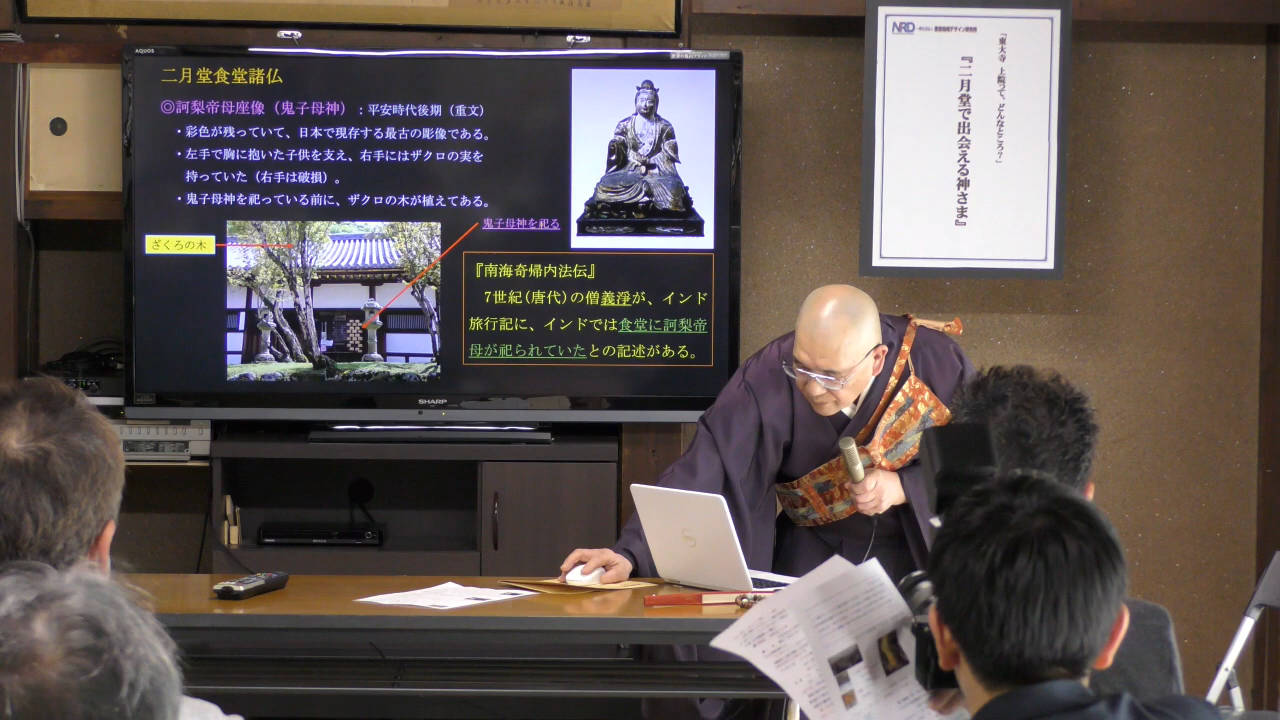 AQUOS
二月堂食堂諸仏
◎訶梨帝母座像（鬼子母神）：平安時代後期（重文）
・彩色が残っていて、日本で現存する最古の彫像である。
・左手で胸に抱いた子供を支え、右手にはザクロの実を
持っていた（右手は破損）。
・鬼子母神を祀っている前に、ザクロの木が植えてある。
ざくろの木
鬼子母神を祀る
『南海奇帰内法伝』
7世紀(唐代)の僧義淨が、インド
旅行記に、インドでは食堂に訶梨帝
母が祀られていたとの記述がある。
SHARP
NRD
「東大寺 上院って、どんなところ？」
『二月堂で出会える神さま』